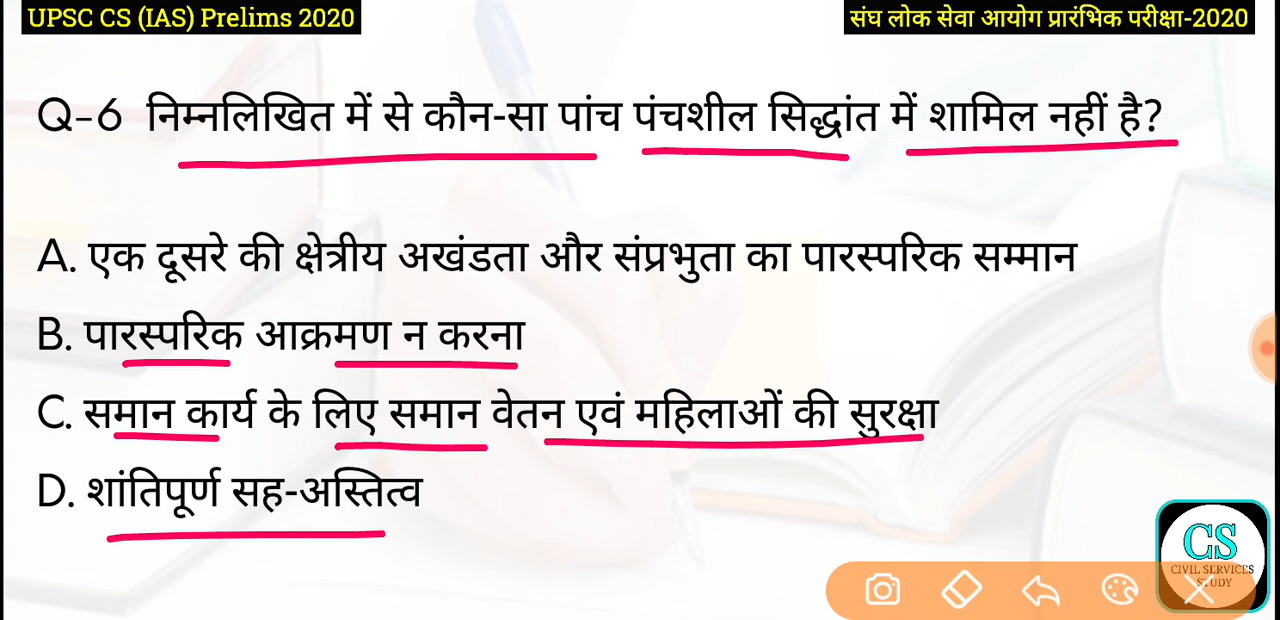 UPSC CS (IAS) Prelims 2020
संघ लोक सेवा आयोग प्रारंभिक परीक्षा-2020
Q-6 निम्नलिखित में से कौन-सा पांच पंचशील सिद्धांत में शामिल नहीं है?
A. एक दूसरे की क्षेत्रीय अखंडता और संप्रभुता का पारस्परिक सम्मान
B. पारस्परिक आक्रमण न करना
C. समान कार्य के लिए समान वेतन एवं महिलाओं की सुरक्षा
D. शांतिपूर्ण सह-अस्तित्व
CS
CIVIL SERVICES
STUDY